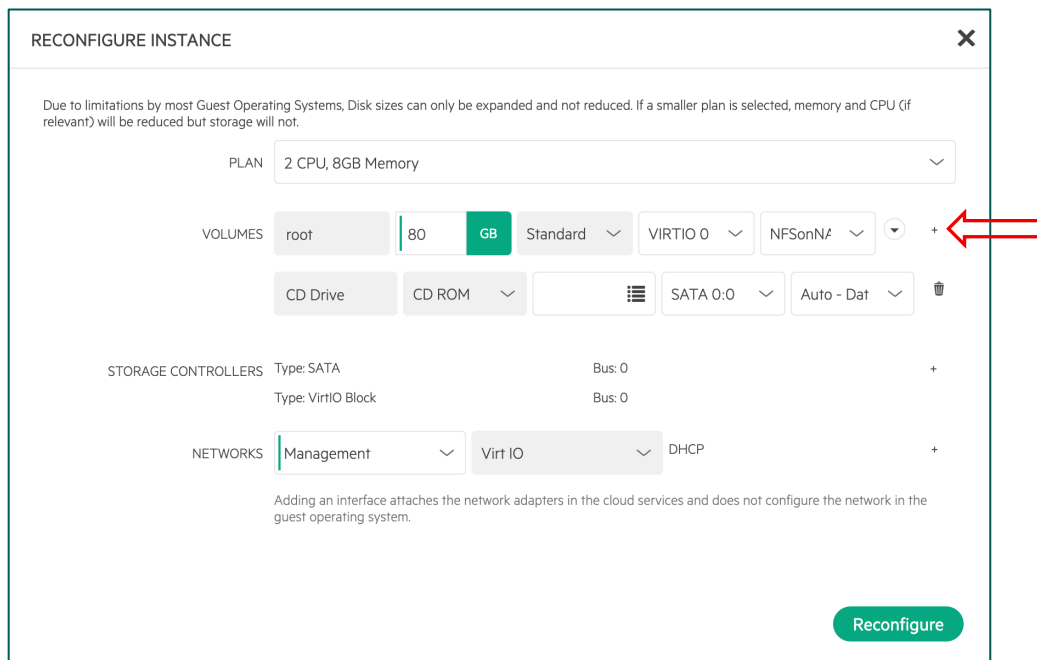 RECONFIGURE INSTANCE
Due to limitations by most Guest Operating Systems, Disk sizes can only be expanded and not reduced. If a smaller plan is selected, memory and CPU (if
relevant) will be reduced but storage will not.
PLAN 2 CPU, 8GB Memory
VOLUMES root 80 GB Standard VIRTIO 0 NFSonNA +
CD Drive CD ROM SATA 0:0 Auto - Dat
STORAGE CONTROLLERS Type: SATA Bus: 0 +
Type: VirtIO Block Bus: 0
NETWORKS Management Virt IO DHCP +
Adding an interface attaches the network adapters in the cloud services and does not configure the network in the
guest operating system.
Reconfigure